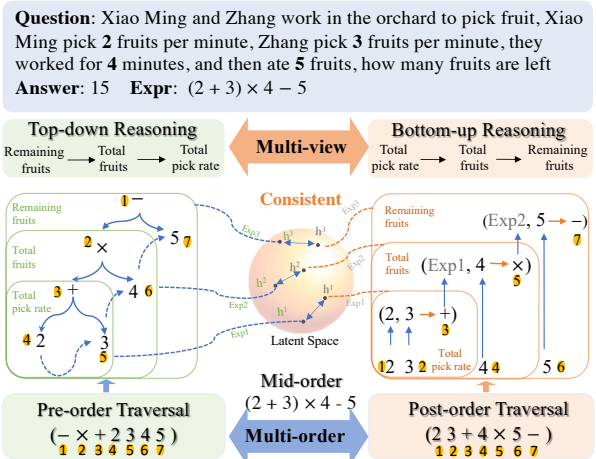 Question: Xiao Ming and Zhang work in the orchard to pick fruit, Xiao
Ming pick 2 fruits per minute, Zhang pick 3 fruits per minute, they
worked for 4 minutes, and then ate 5 fruits, how many fruits are left
Answer: 15 Expr: (2 + 3) × 4 − 5
Top-down Reasoning
Remaining fruits → Total fruits → Total pick rate
Multi-view
Bottom-up Reasoning
Total pick rate → Total fruits → Remaining fruits
Remaining fruits
1 −
2 ×
5 7
Total fruits
3 +
4 6
Total pick rate
4 2
3
5
Consistent
Exp3
h³
h³
Exp3
h²
h²
Exp2
Exp2
h¹
h¹
Exp1
Exp1
Latent Space
Remaining fruits
(Exp2, 5 → −)
7
Total fruits
(Exp1, 4 → ×)
5
(2, 3 → +)
3
1 2 3 2
Total pick rate
4 4
5 6
Mid-order
(2 + 3) × 4 - 5
Multi-order
Pre-order Traversal
(− × + 2 3 4 5 )
1 2 3 4 5 6 7
Post-order Traversal
(2 3 + 4 × 5 − )
1 2 3 4 5 6 7